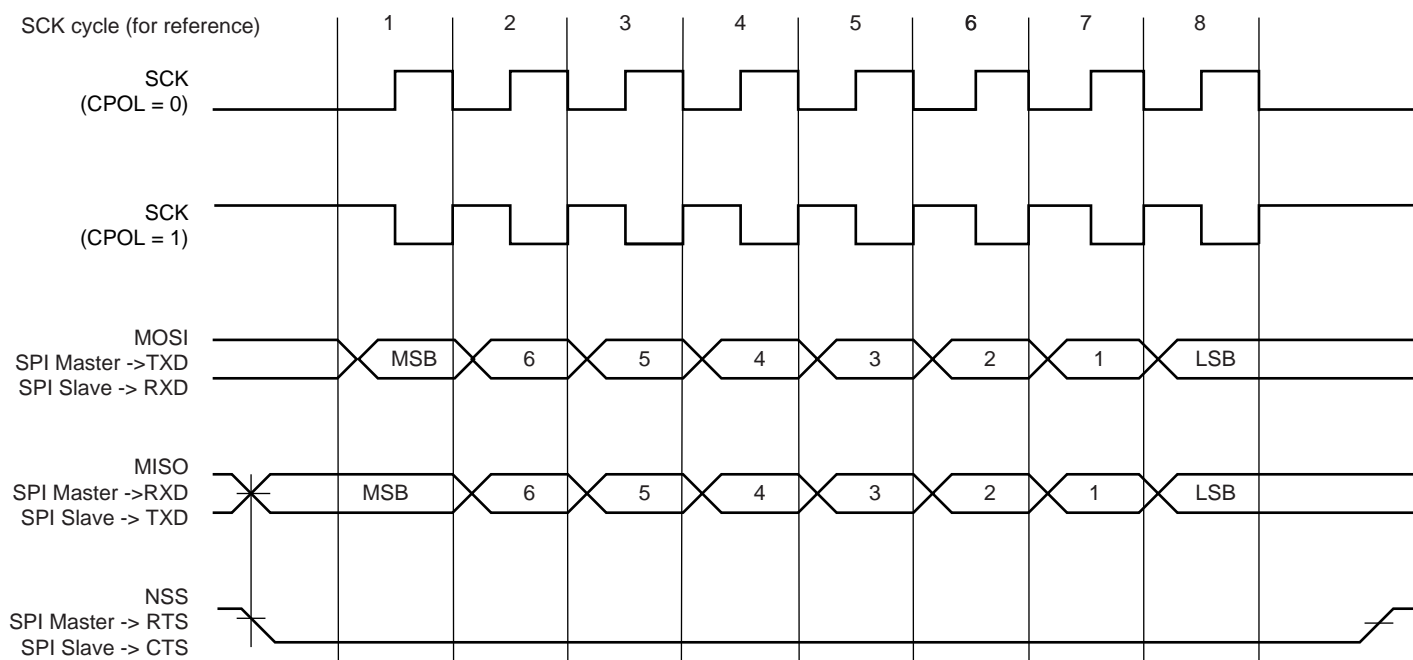 SCK cycle (for reference) 1 2 3 4 5 6 7 8
SCK
(CPOL = 0)
SCK
(CPOL = 1)
MOSI
SPI Master ->TXD
SPI Slave -> RXD
MSB 6 5 4 3 2 1 LSB
MISO
SPI Master ->RXD
SPI Slave -> TXD
MSB 6 5 4 3 2 1 LSB
NSS
SPI Master -> RTS
SPI Slave -> CTS